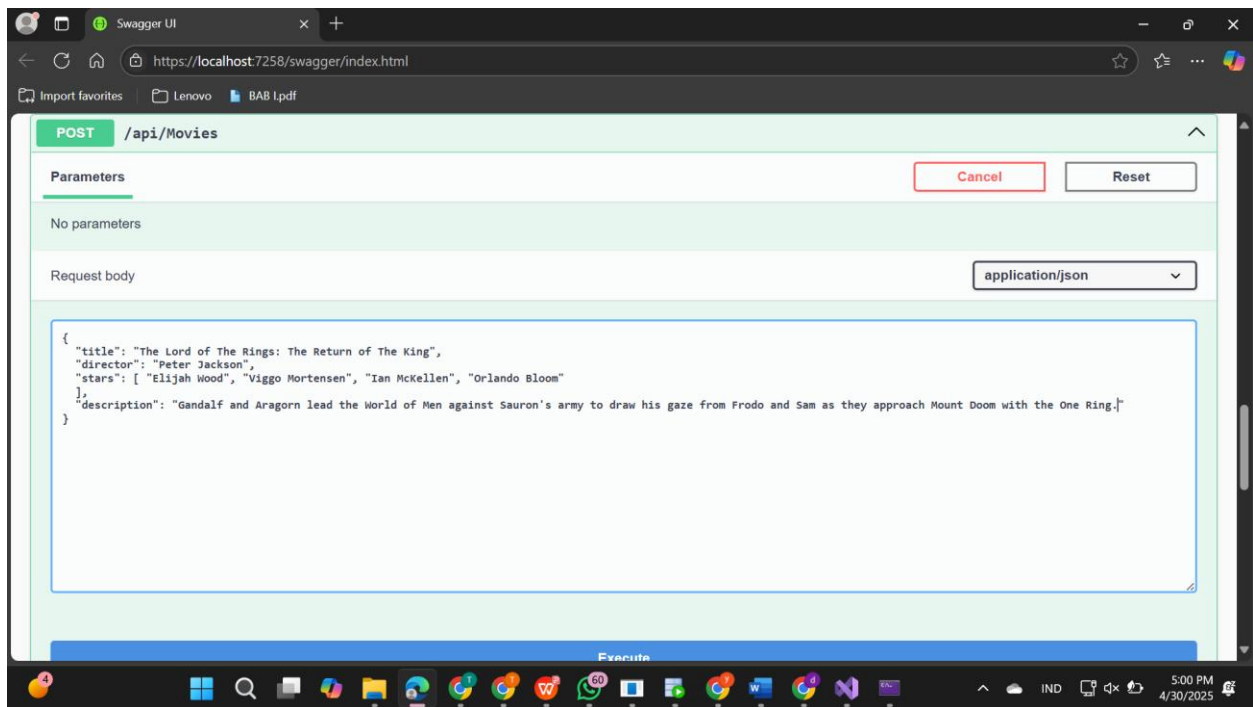 Swagger UI
https://localhost:7258/swagger/index.html
Import favorites Lenovo BAB I.pdf
POST /api/Movies
Parameters Cancel Reset
No parameters
Request body application/json
{
"title": "The Lord of The Rings: The Return of The King",
"director": "Peter Jackson",
"stars": [ "Elijah Wood", "Viggo Mortensen", "Ian McKellen", "Orlando Bloom"
],
"description": "Gandalf and Aragorn lead the World of Men against Sauron's army to draw his gaze from Frodo and Sam as they approach Mount Doom with the One Ring."
}
Execute
4 60 IND 5:00 PM
4/30/2025